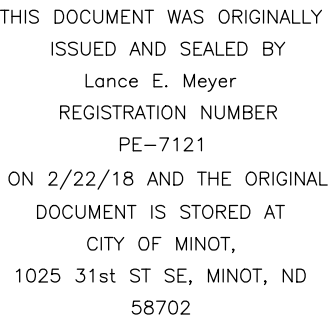 THIS DOCUMENT WAS ORIGINALLY
ISSUED AND SEALED BY
Lance E. Meyer
REGISTRATION NUMBER
PE-7121
ON 2/22/18 AND THE ORIGINAL
DOCUMENT IS STORED AT
CITY OF MINOT,
1025 31st ST SE, MINOT, ND
58702